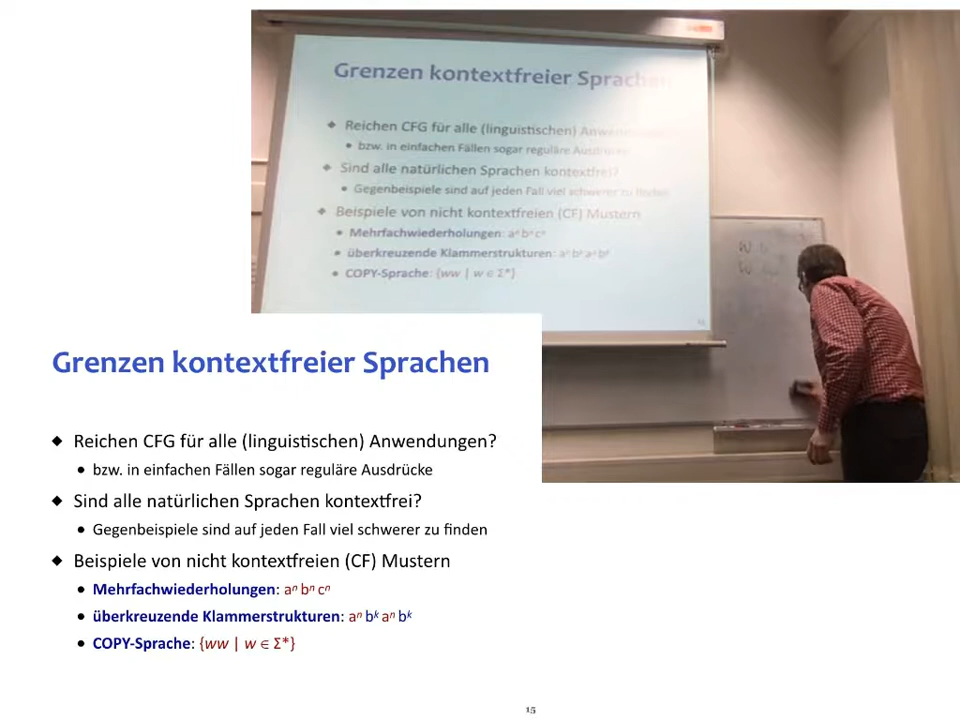 Grenzen kontextfreier Sprachen
◆ Reichen CFG für alle (linguistischen)
• bzw. in einfachen Fällen sogar reguläre
◆ Sind alle natürlichen Sprachen kontextfrei?
• Gegenbeispiele sind auf jeden Fall viel schwerer zu finden
◆ Beispiele von nicht kontextfreien (CF) Mustern
• Mehrfachwiederholungen: aⁿ bⁿ cⁿ
• überkreuzende Klammerstrukturen: aⁿ bᵏ aⁿ bᵏ
• COPY-Sprache: {ww | w ∈ Σ*}
Grenzen kontextfreier Sprachen
◆ Reichen CFG für alle (linguistischen) Anwendungen?
• bzw. in einfachen Fällen sogar reguläre Ausdrücke
◆ Sind alle natürlichen Sprachen kontextfrei?
• Gegenbeispiele sind auf jeden Fall viel schwerer zu finden
◆ Beispiele von nicht kontextfreien (CF) Mustern
• Mehrfachwiederholungen: aⁿ bⁿ cⁿ
• überkreuzende Klammerstrukturen: aⁿ bᵏ aⁿ bᵏ
• COPY-Sprache: {ww | w ∈ Σ*}
15